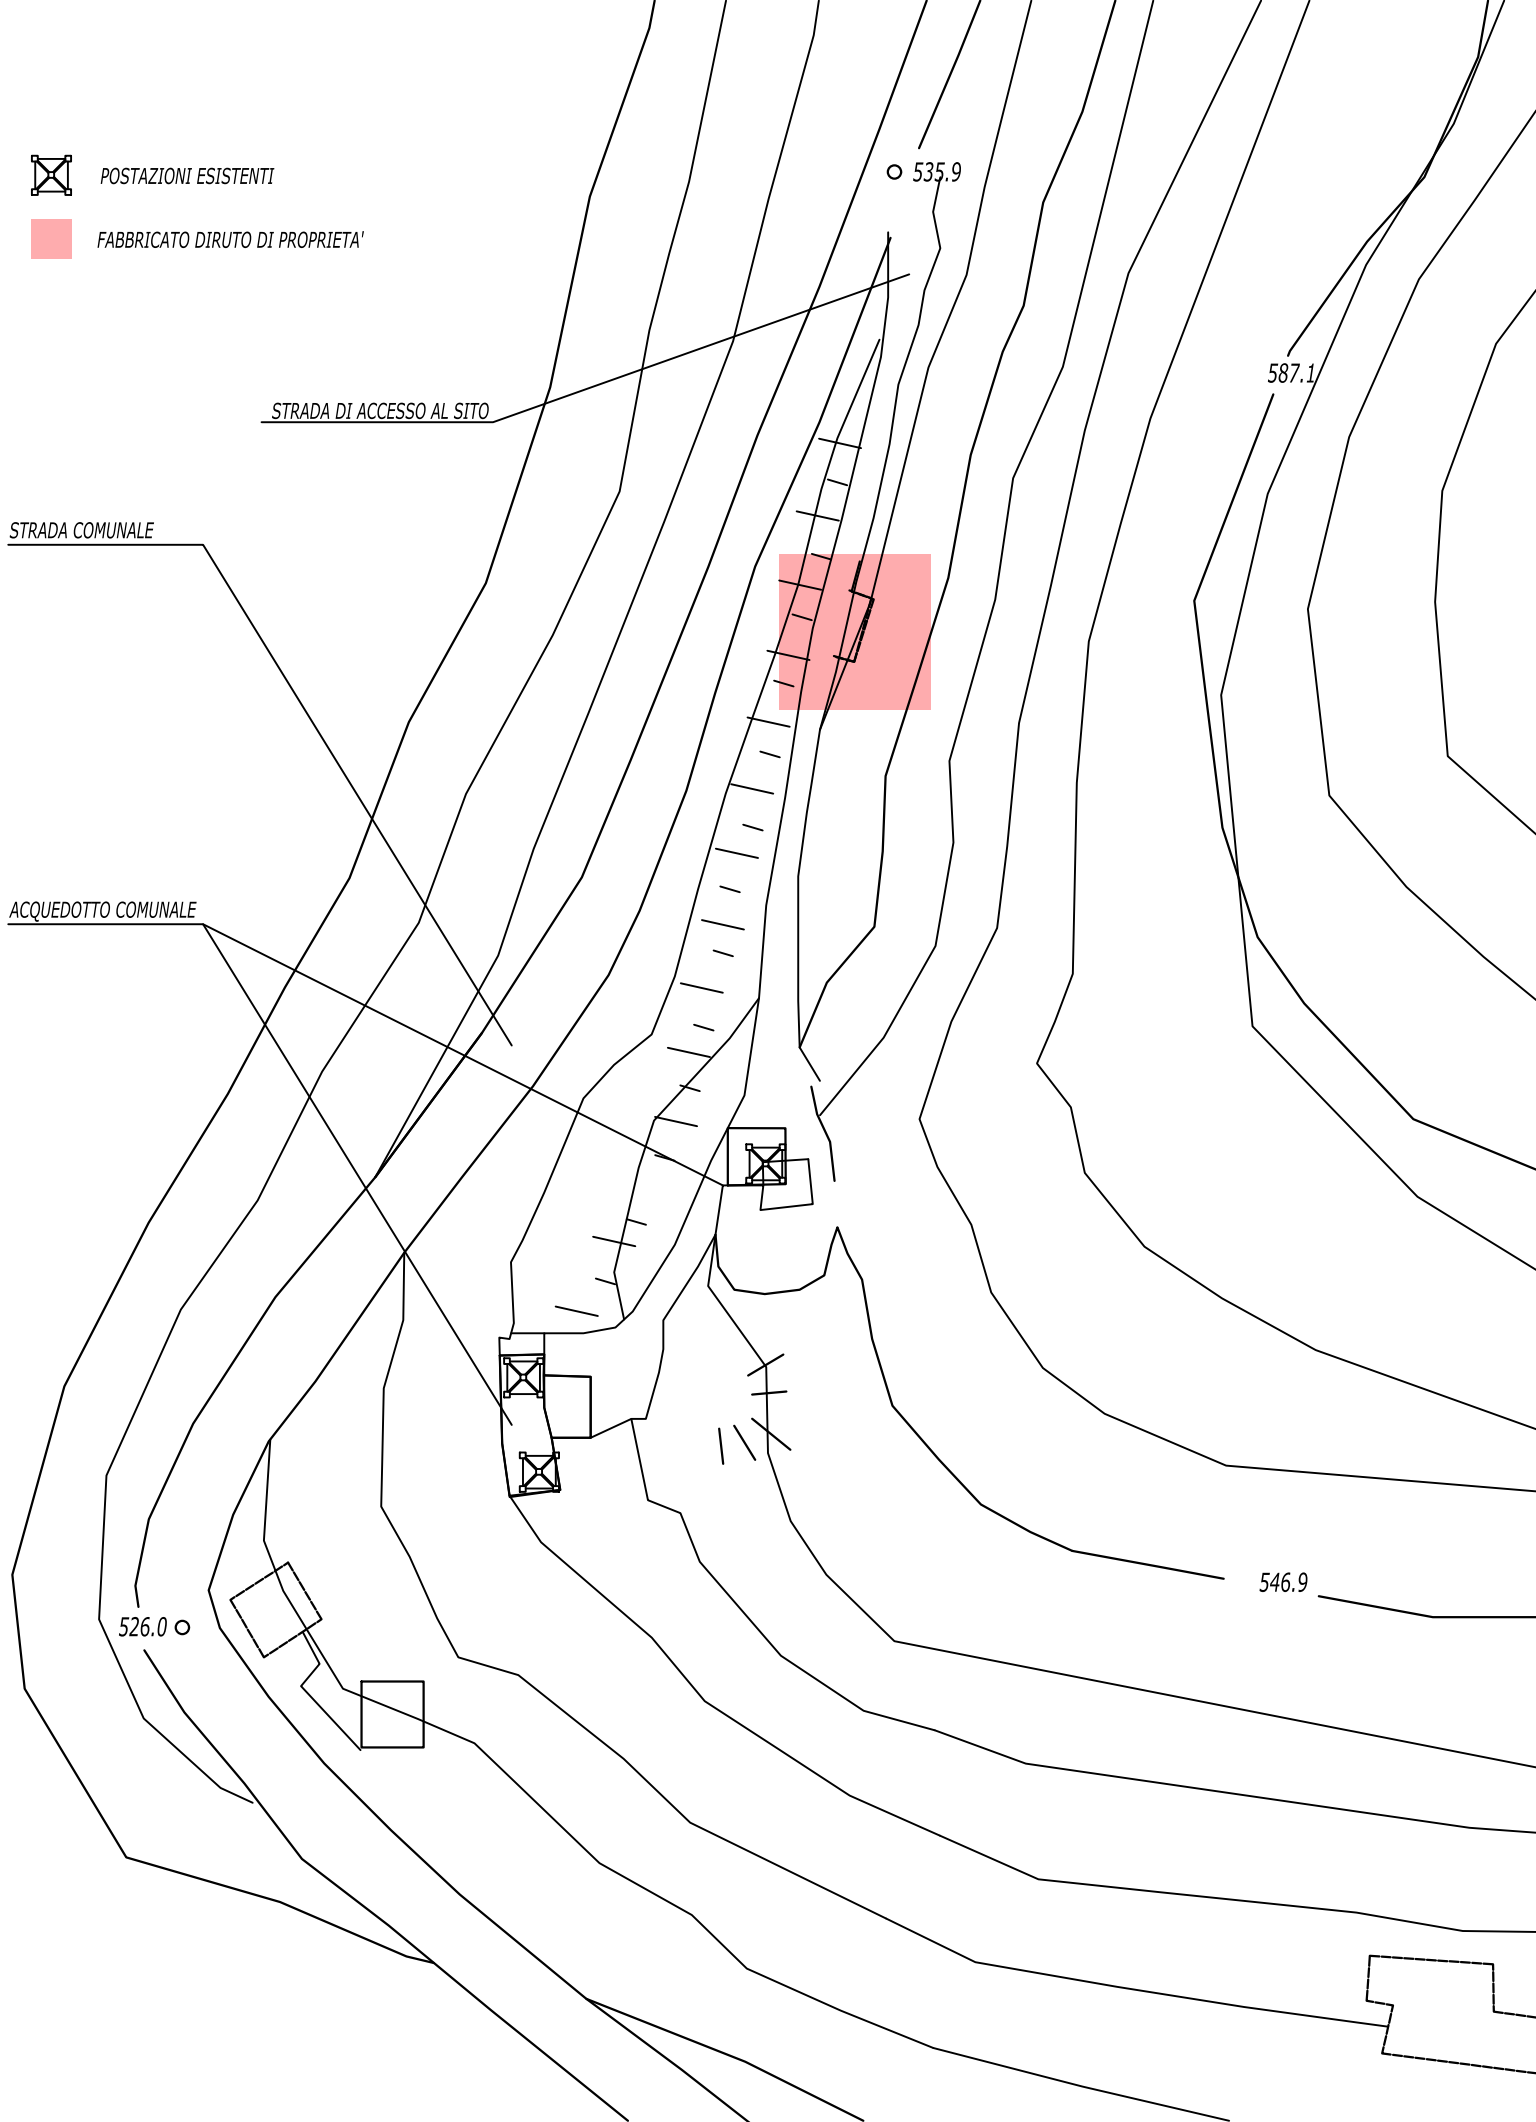 535.9
POSTAZIONI ESISTENTI
FABBRICATO DIRUTO DI PROPRIETA'
587.1
STRADA DI ACCESSO AL SITO
STRADA COMUNALE
ACQUEDOTTO COMUNALE
546.9
526.0